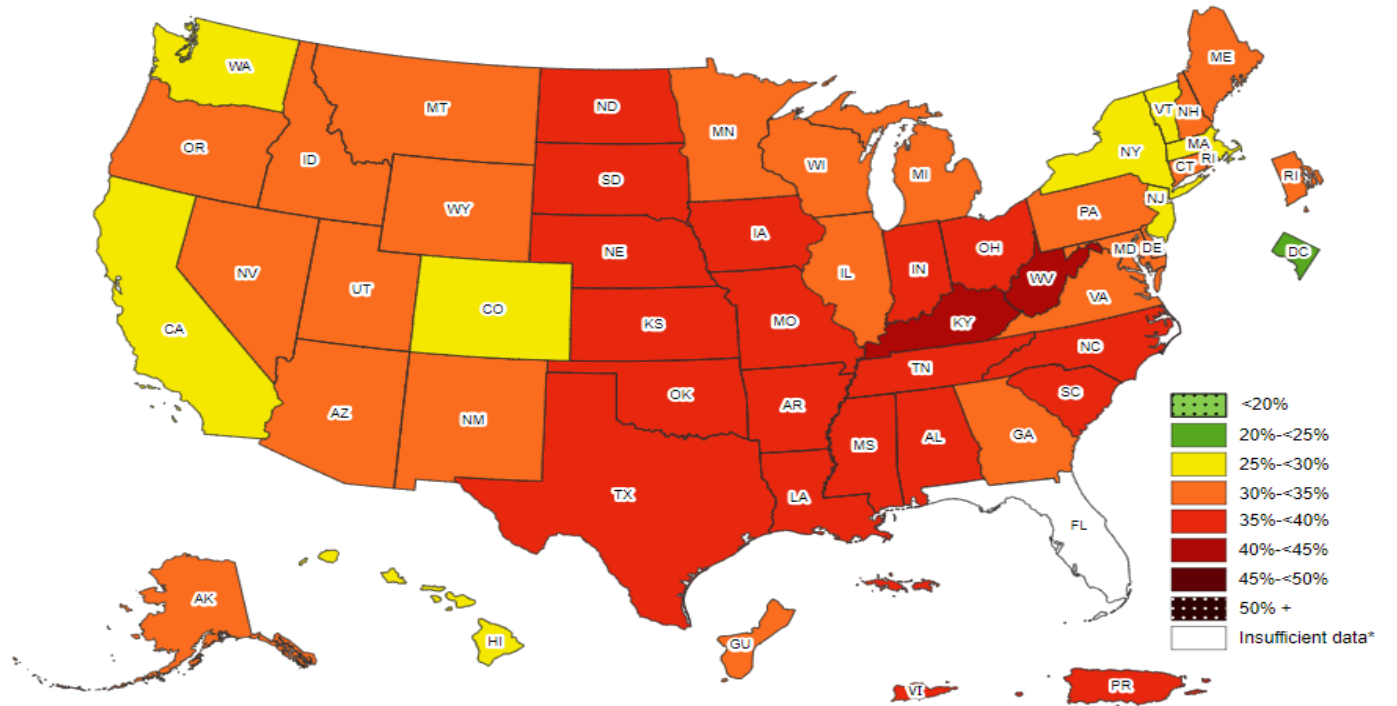 WA
MT
ND
MN
ME
VT
NH
OR
ID
SD
WI
MI
NY
MA
RI
CT
RI
WY
NE
IA
PA
NJ
OH
MD
DE
DC
NV
UT
CO
IL
IN
WV
VA
CA
KS
MO
KY
NC
TN
OK
AR
SC
AZ
NM
MS
AL
GA
TX
LA
FL
AK
HI
GU
VI
PR
<20%
20%-<25%
25%-<30%
30%-<35%
35%-<40%
40%-<45%
45%-<50%
50% +
Insufficient data*